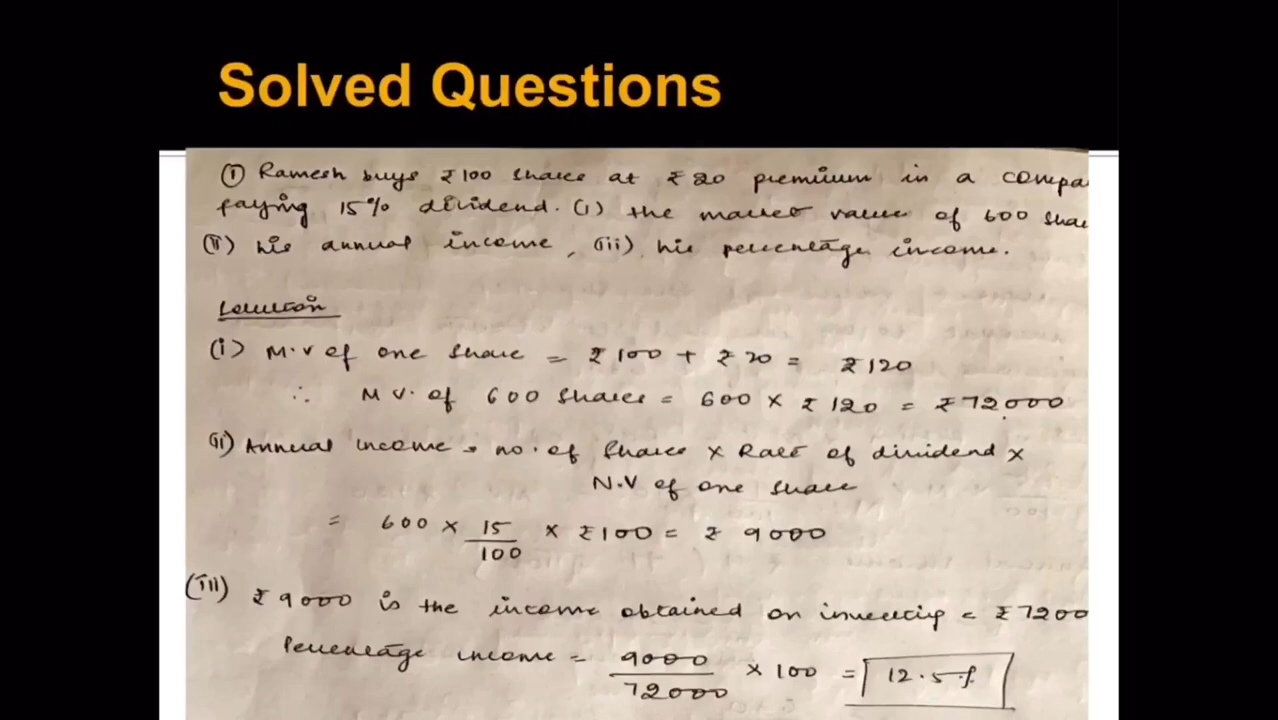 Solved Questions
① Ramesh buys ₹100 shares at ₹20 premium in a compa
paying 15% dividend. (i) the market value of 600 sha
(ii) his annual income, (iii) his percentage income.
Solution
(i) M.V of one share = ₹100 + ₹20 = ₹120
∴ M.V. of 600 shares = 600 × ₹120 = ₹72000
(ii) Annual income = no. of shares × Rate of dividend ×
N.V of one share
= 600 × 15/100 × ₹100 = ₹9000
(iii) ₹9000 is the income obtained on investing = ₹7200
Percentage income = 9000/72000 × 100 = 12.5%